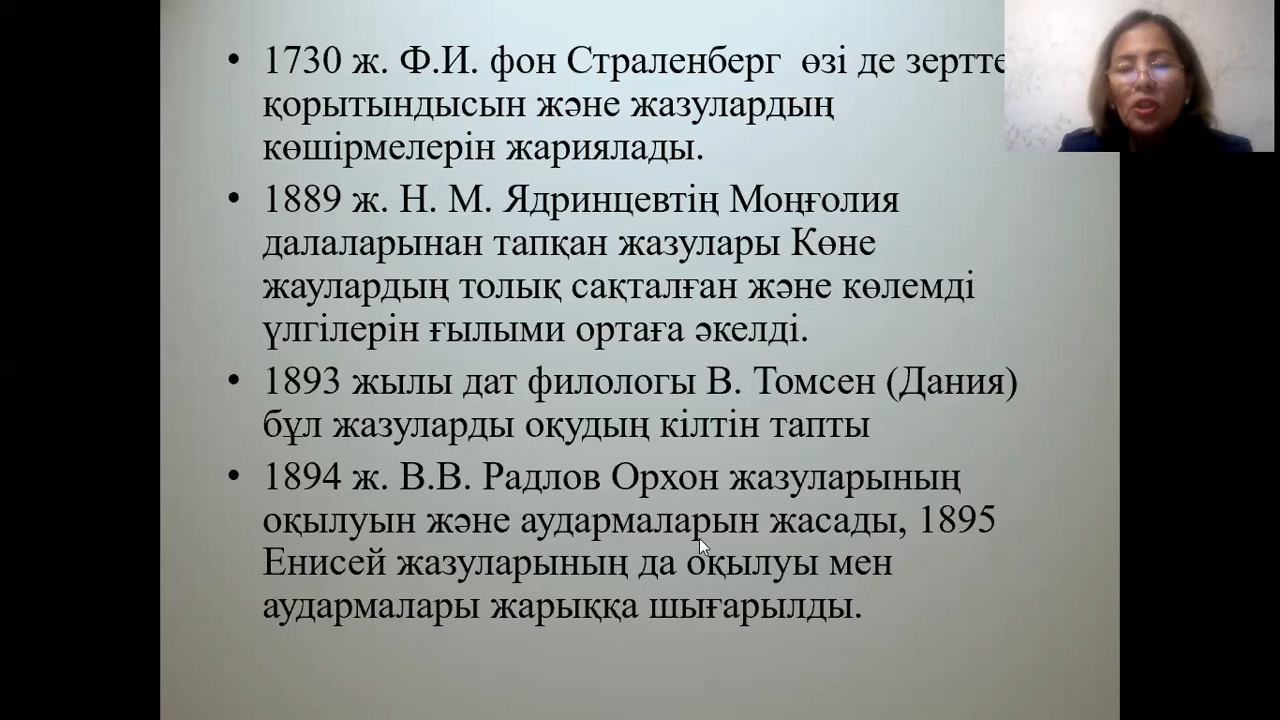 • 1730 ж. Ф.И. фон Страленберг өзі де
қорытындысын және жазулардың
көшірмелерін жариялады.
• 1889 ж. Н. М. Ядринцевтің Моңғолия
далаларынан тапқан жазулары Көне
жаулардың толық сақталған және көлемді
үлгілерін ғылыми ортаға әкелді.
• 1893 жылы дат филологы В. Томсен (Дания)
бұл жазуларды оқудың кілтін тапты
• 1894 ж. В.В. Радлов Орхон жазуларының
оқылуын және аудармаларын жасады, 1895
Енисей жазуларының да оқылуы мен
аудармалары жарыққа шығарылды.